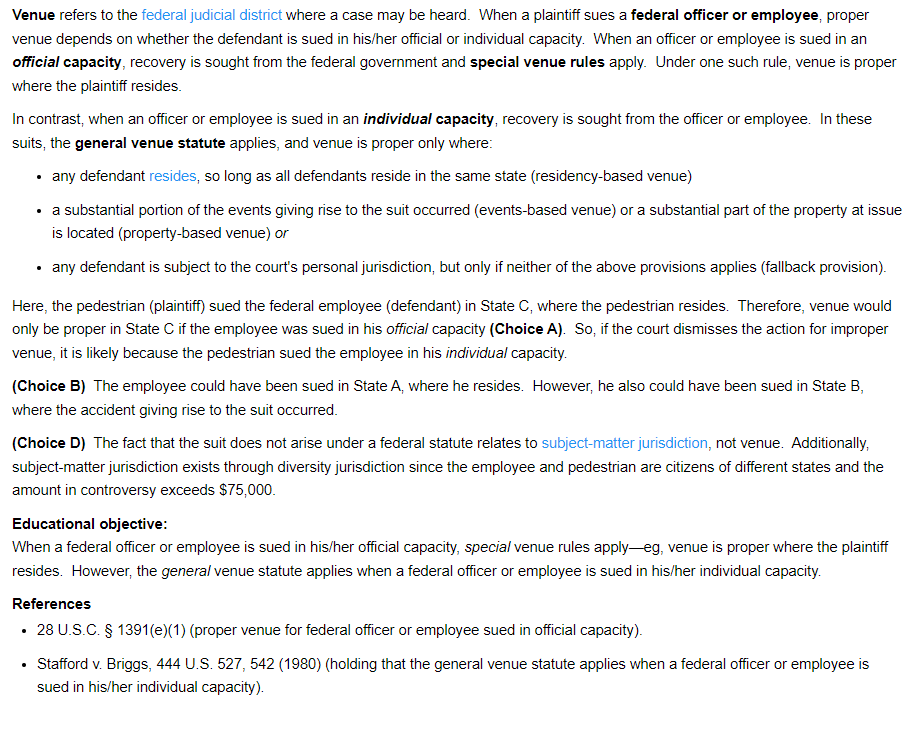 Venue refers to the federal judicial district where a case may be heard. When a plaintiff sues a federal officer or employee, proper
venue depends on whether the defendant is sued in his/her official or individual capacity. When an officer or employee is sued in an
official capacity, recovery is sought from the federal government and special venue rules apply. Under one such rule, venue is proper
where the plaintiff resides.
In contrast, when an officer or employee is sued in an individual capacity, recovery is sought from the officer or employee. In these
suits, the general venue statute applies, and venue is proper only where:
• any defendant resides, so long as all defendants reside in the same state (residency-based venue)
• a substantial portion of the events giving rise to the suit occurred (events-based venue) or a substantial part of the property at issue
is located (property-based venue) or
• any defendant is subject to the court's personal jurisdiction, but only if neither of the above provisions applies (fallback provision).
Here, the pedestrian (plaintiff) sued the federal employee (defendant) in State C, where the pedestrian resides. Therefore, venue would
only be proper in State C if the employee was sued in his official capacity (Choice A). So, if the court dismisses the action for improper
venue, it is likely because the pedestrian sued the employee in his individual capacity.
(Choice B) The employee could have been sued in State A, where he resides. However, he also could have been sued in State B,
where the accident giving rise to the suit occurred.
(Choice D) The fact that the suit does not arise under a federal statute relates to subject-matter jurisdiction, not venue. Additionally,
subject-matter jurisdiction exists through diversity jurisdiction since the employee and pedestrian are citizens of different states and the
amount in controversy exceeds $75,000.
Educational objective:
When a federal officer or employee is sued in his/her official capacity, special venue rules apply—eg, venue is proper where the plaintiff
resides. However, the general venue statute applies when a federal officer or employee is sued in his/her individual capacity.
References
• 28 U.S.C. § 1391(e)(1) (proper venue for federal officer or employee sued in official capacity).
• Stafford v. Briggs, 444 U.S. 527, 542 (1980) (holding that the general venue statute applies when a federal officer or employee is
sued in his/her individual capacity).